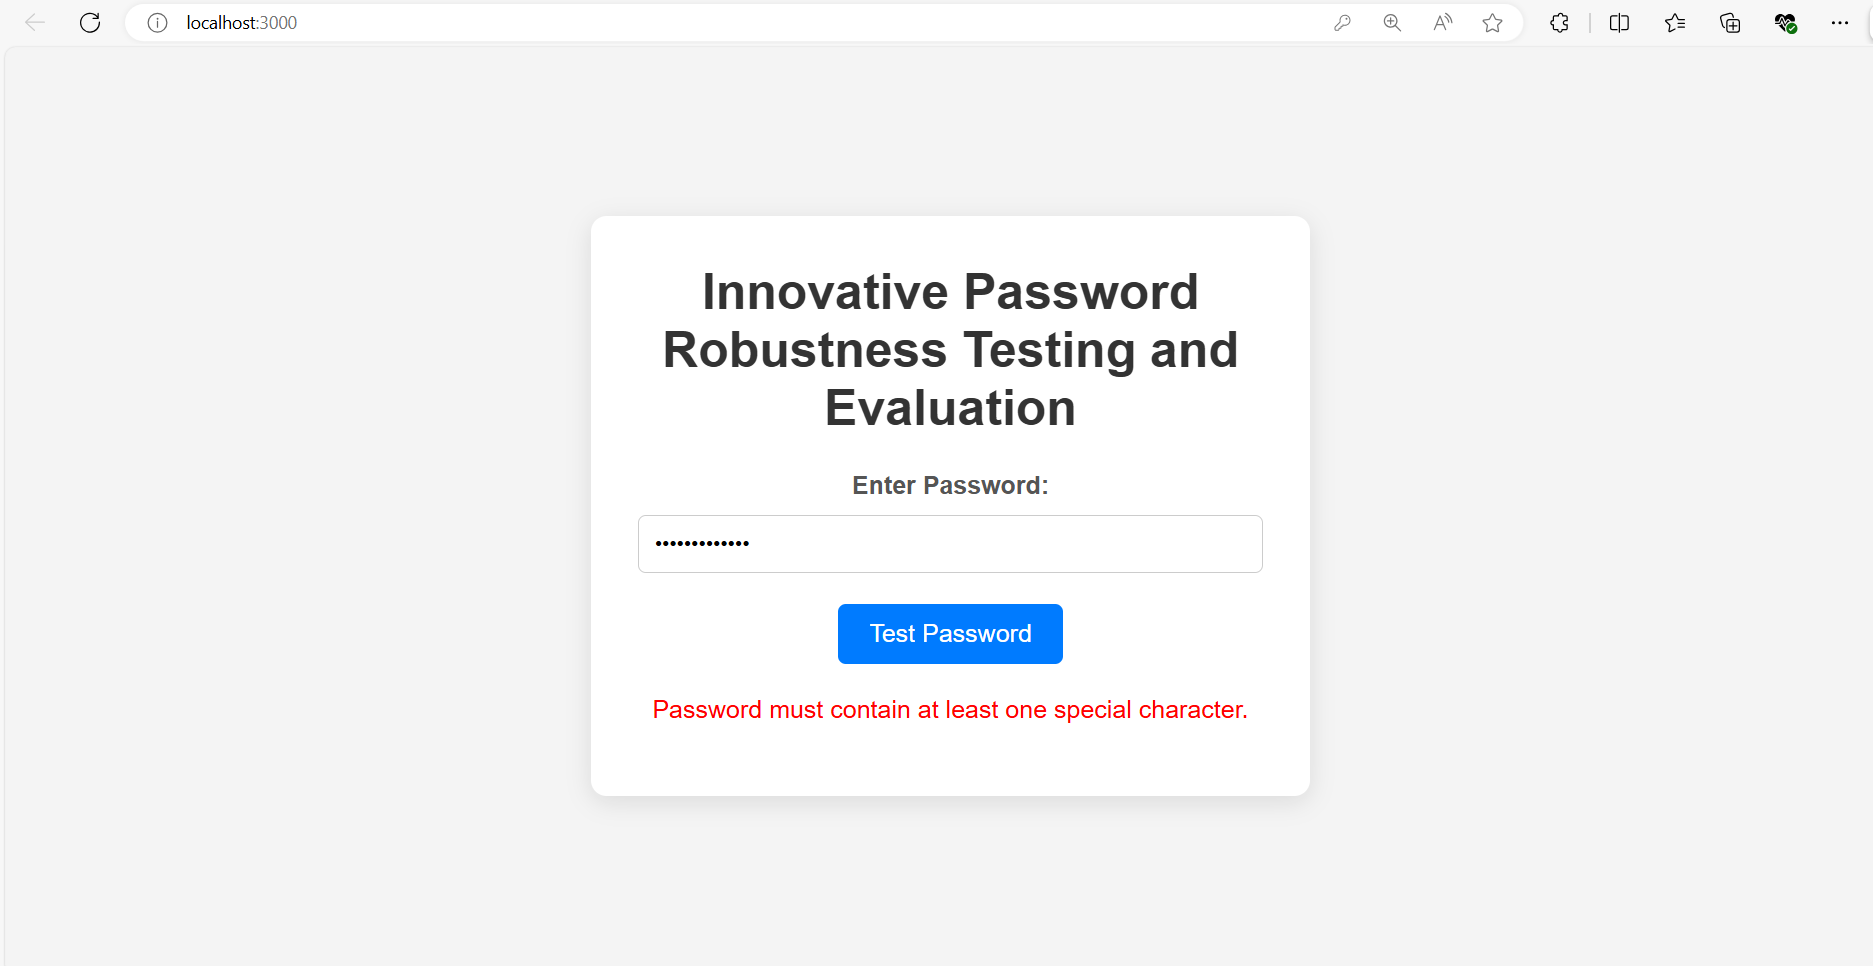 localhost:3000
Innovative Password
Robustness Testing and
Evaluation
Enter Password:
•••••••••••••
Test Password
Password must contain at least one special character.